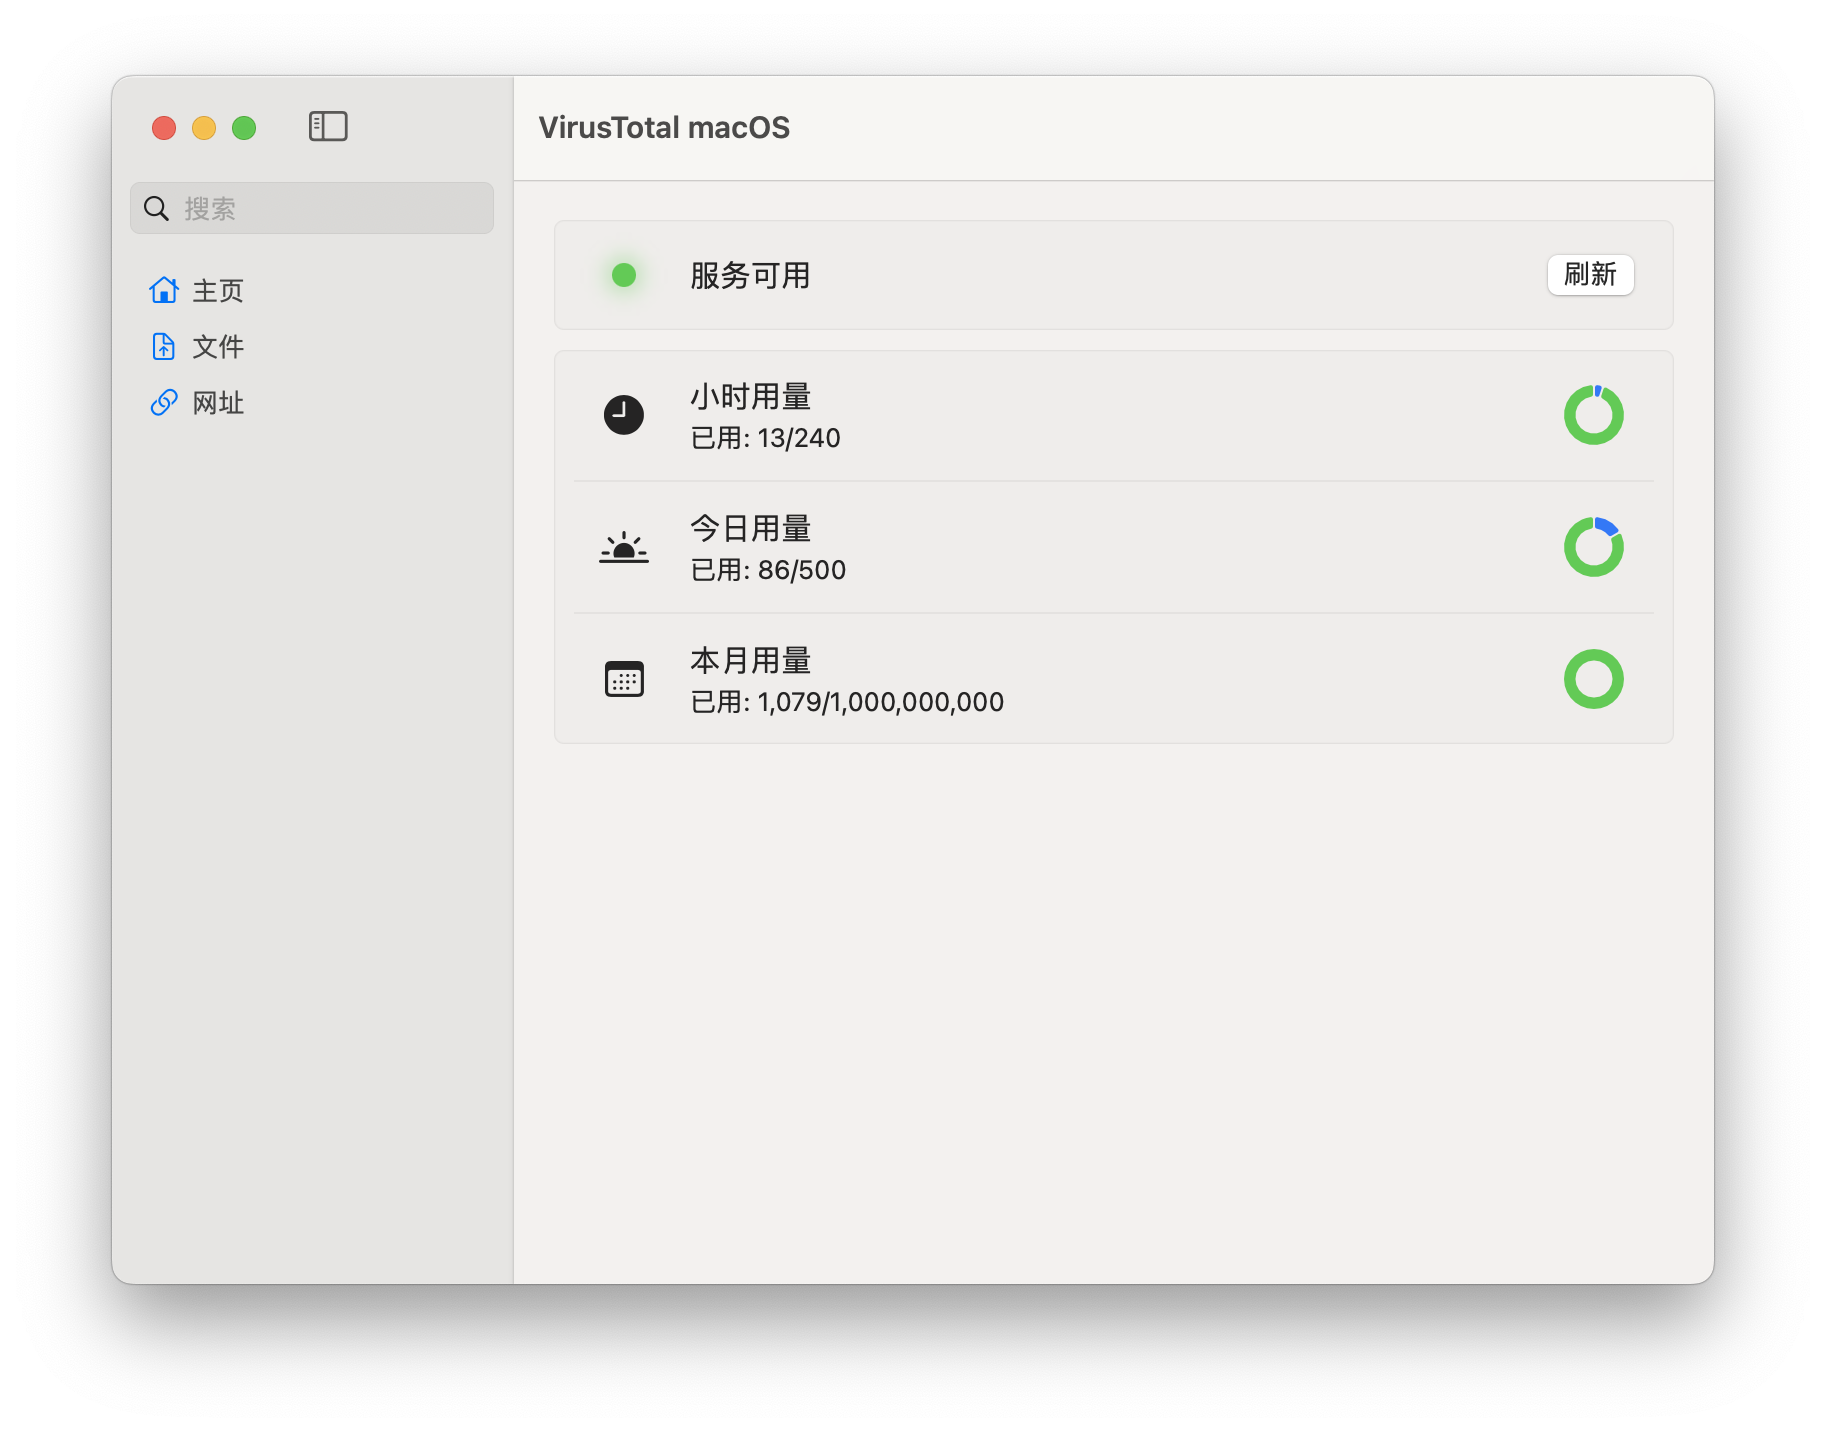 VirusTotal macOS
搜索
主页
文件
网址
服务可用
刷新
小时用量
已用: 13/240
今日用量
已用: 86/500
本月用量
已用: 1,079/1,000,000,000